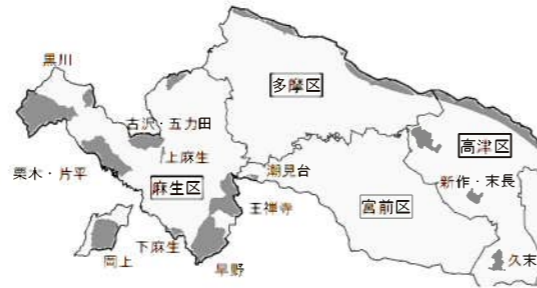 黒川
多摩区
古沢・五力田
高津区
上麻生
潮見台
新作・末長
栗木・片平
麻生区
王禅寺
宮前区
岡上
下麻生
早野
久末